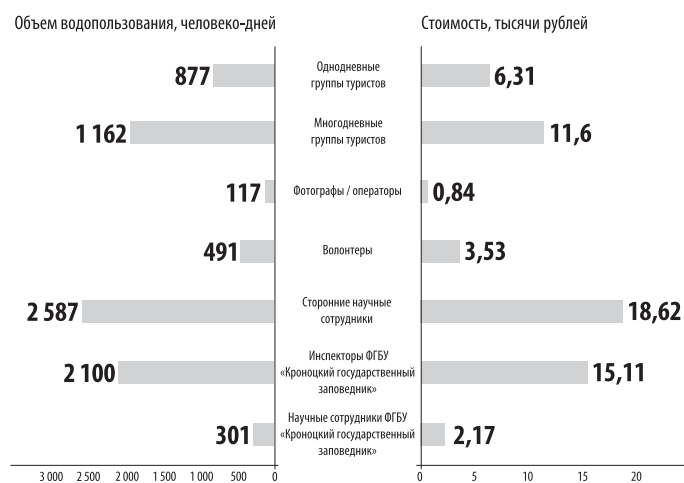 Объем водопользования, человеко-дней
Стоимость, тысячи рублей
877
Однодневные
группы туристов
6,31
1 162
Многодневные
группы туристов
11,6
117
Фотографы / операторы
0,84
491
Волонтеры
3,53
2 587
Сторонние научные
сотрудники
18,62
2 100
Инспекторы ФГБУ
«Кроноцкий государственный
заповедник»
15,11
301
Научные сотрудники ФГБУ
«Кроноцкий государственный
заповедник»
2,17
3 000 2 500 2 000 1 500 1 000 500 0
0 5 10 15 20